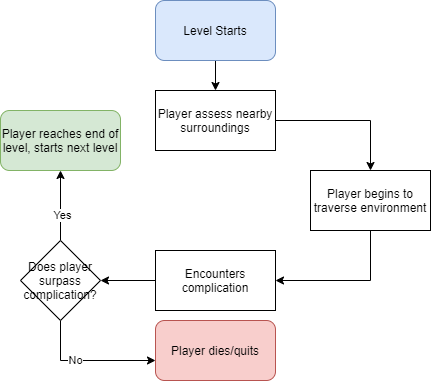 Level Starts
Player assess nearby
surroundings
Player reaches end of
level, starts next level
Player begins to
traverse environment
Yes
Does player
surpass
complication?
Encounters
complication
No
Player dies/quits